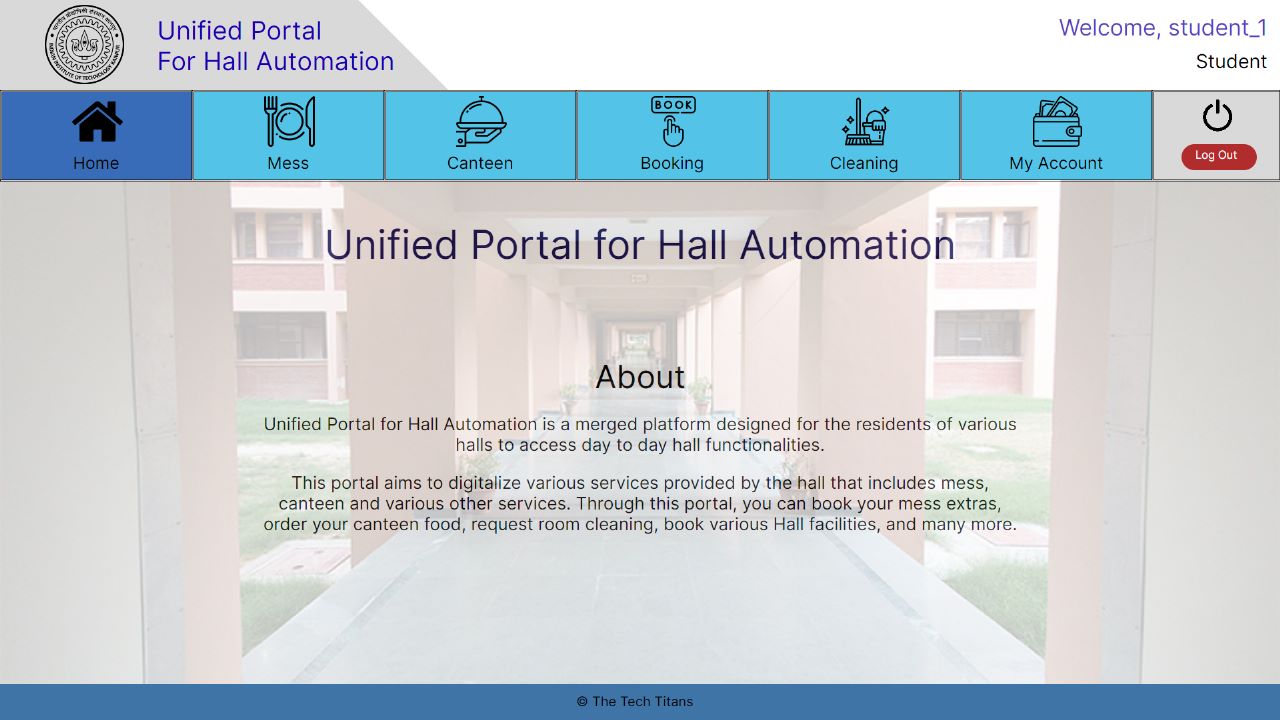 Unified Portal
For Hall Automation
Welcome, student_1
Student
Home
Mess
Canteen
BOOK
Booking
Cleaning
My Account
Log Out
Unified Portal for Hall Automation
About
Unified Portal for Hall Automation is a merged platform designed for the residents of various
halls to access day to day hall functionalities.
This portal aims to digitalize various services provided by the hall that includes mess,
canteen and various other services. Through this portal, you can book your mess extras,
order your canteen food, request room cleaning, book various Hall facilities, and many more.
© The Tech Titans